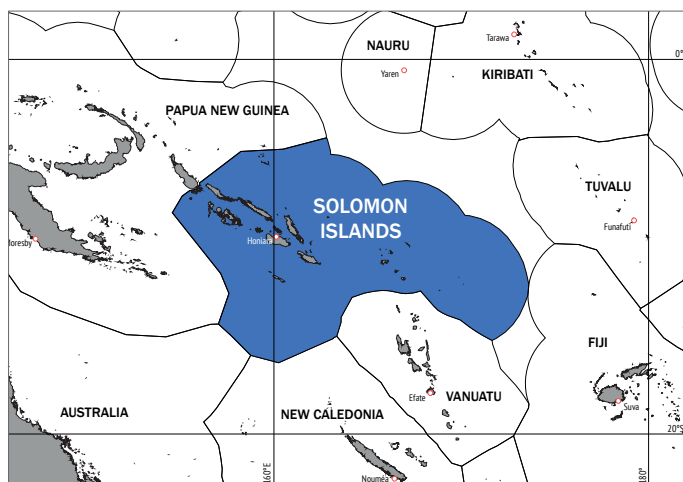 NAURU
Tarawa
0°
Yaren
KIRIBATI
PAPUA NEW GUINEA
TUVALU
SOLOMON
ISLANDS
Funafuti
Moresby
Honiara
FIJI
Efate
VANUATU
Suva
AUSTRALIA
NEW CALEDONIA
20°S
160°E
180°
Nouméa